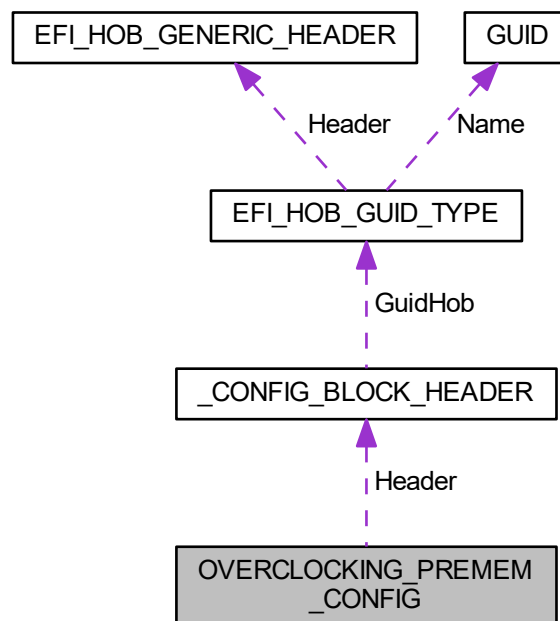 EFI_HOB_GENERIC_HEADER
GUID
Header
Name
EFI_HOB_GUID_TYPE
GuidHob
_CONFIG_BLOCK_HEADER
Header
OVERCLOCKING_PREMEM
_CONFIG